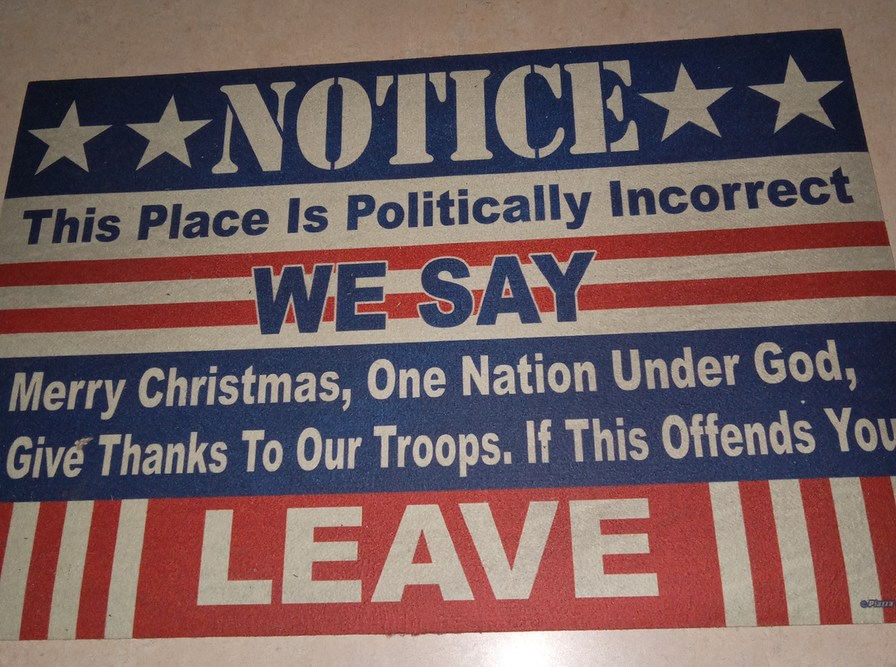 NOTICE
This Place Is Politically Incorrect
WE SAY
Merry Christmas, One Nation Under God,
Give Thanks To Our Troops. If This Offends You
LEAVE
©Piazza